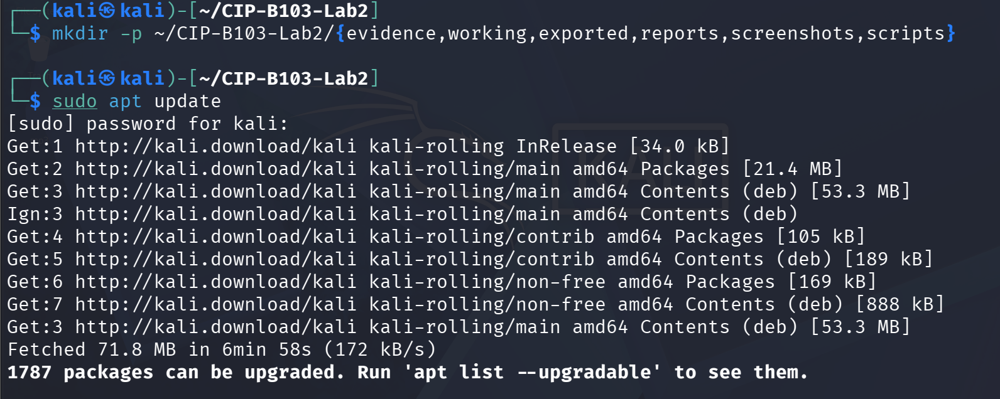 ┌──(kali㉿kali)-[~/CIP-B103-Lab2]
└─$ mkdir -p ~/CIP-B103-Lab2/{evidence,working,exported,reports,screenshots,scripts}
┌──(kali㉿kali)-[~/CIP-B103-Lab2]
└─$ sudo apt update
[sudo] password for kali:
Get:1 http://kali.download/kali kali-rolling InRelease [34.0 kB]
Get:2 http://kali.download/kali kali-rolling/main amd64 Packages [21.4 MB]
Get:3 http://kali.download/kali kali-rolling/main amd64 Contents (deb) [53.3 MB]
Ign:3 http://kali.download/kali kali-rolling/main amd64 Contents (deb)
Get:4 http://kali.download/kali kali-rolling/contrib amd64 Packages [105 kB]
Get:5 http://kali.download/kali kali-rolling/contrib amd64 Contents (deb) [189 kB]
Get:6 http://kali.download/kali kali-rolling/non-free amd64 Packages [169 kB]
Get:7 http://kali.download/kali kali-rolling/non-free amd64 Contents (deb) [888 kB]
Get:3 http://kali.download/kali kali-rolling/main amd64 Contents (deb) [53.3 MB]
Fetched 71.8 MB in 6min 58s (172 kB/s)
1787 packages can be upgraded. Run 'apt list --upgradable' to see them.